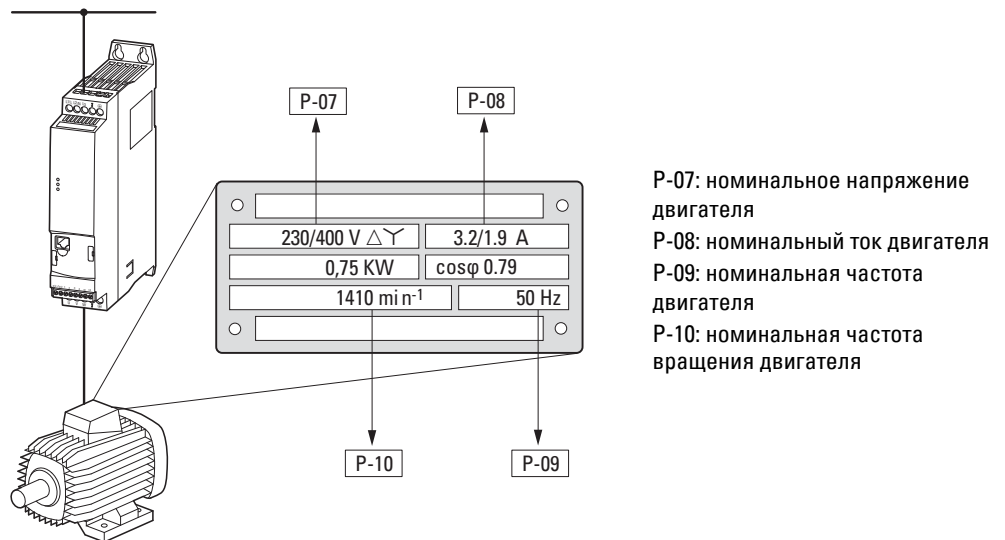 P-07
P-08
230/400 V △Y
3.2/1.9 A
0,75 KW
cosφ 0.79
1410 min-1
50 Hz
P-10
P-09
P-07: номинальное напряжение
двигателя
P-08: номинальный ток двигателя
P-09: номинальная частота
двигателя
P-10: номинальная частота
вращения двигателя